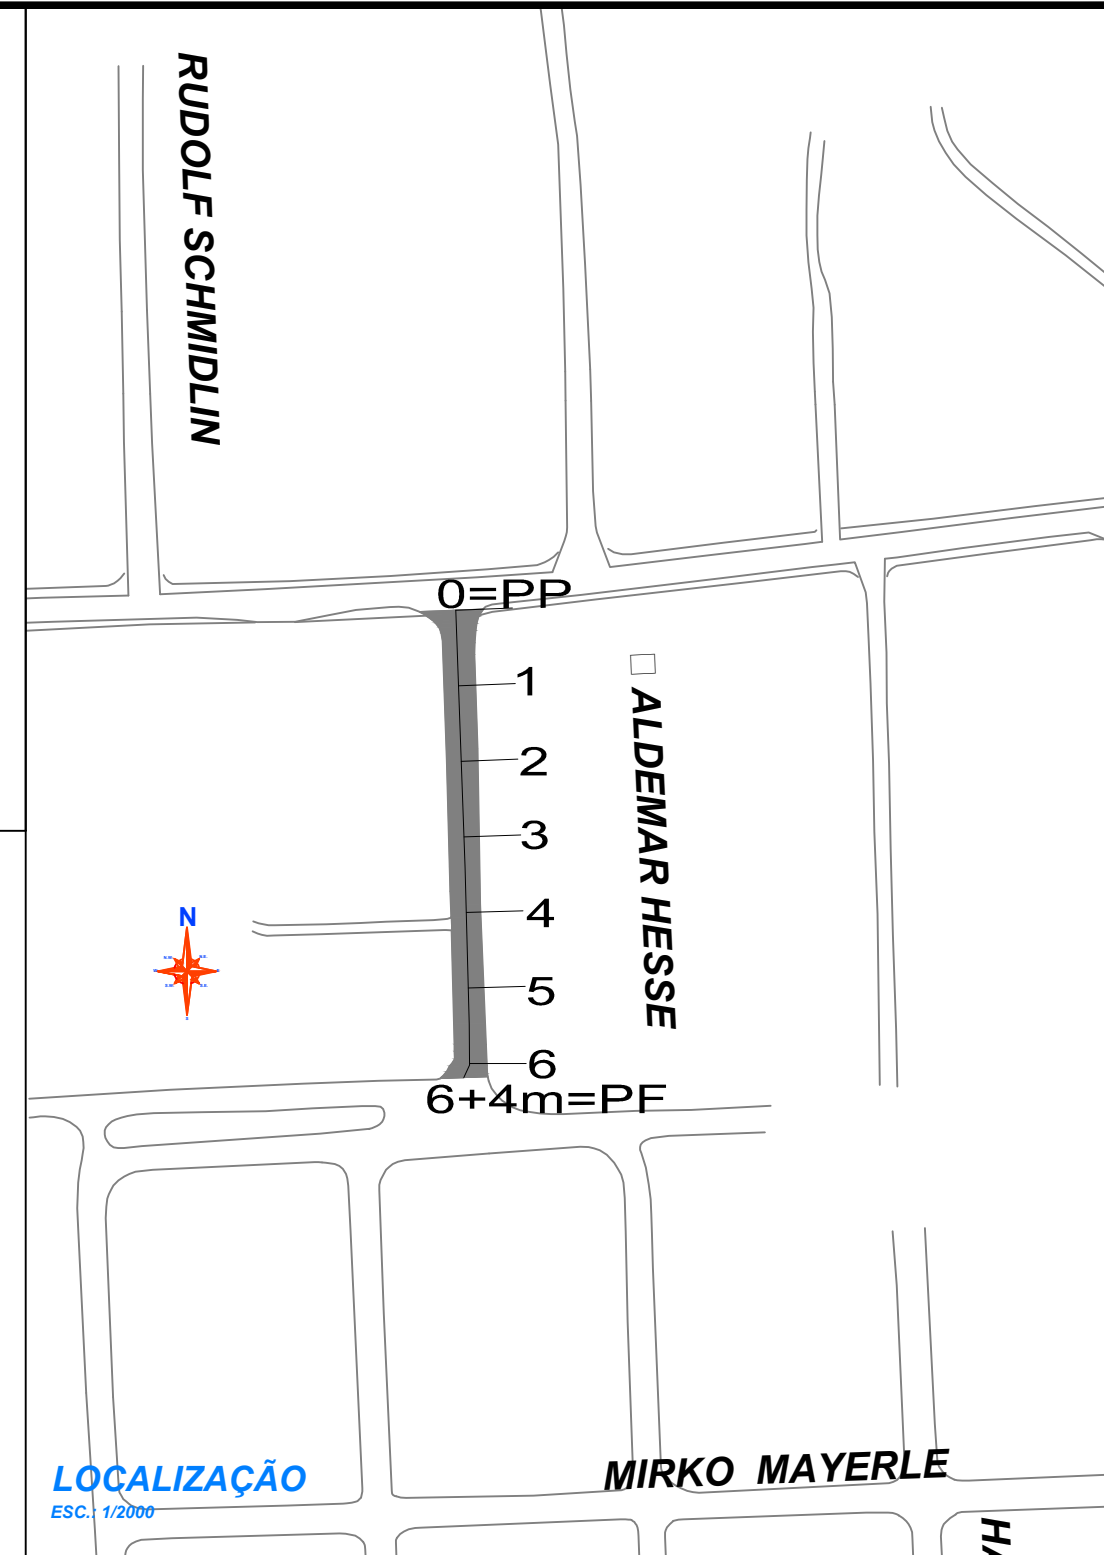 RUDOLF SCHMIDLIN
0=PP
1
ALDEMAR HESSE
2
3
4
N
5
6
6+4m=PF
MIRKO MAYERLE
LOCALIZAÇÃO
ESC.: 1/2000